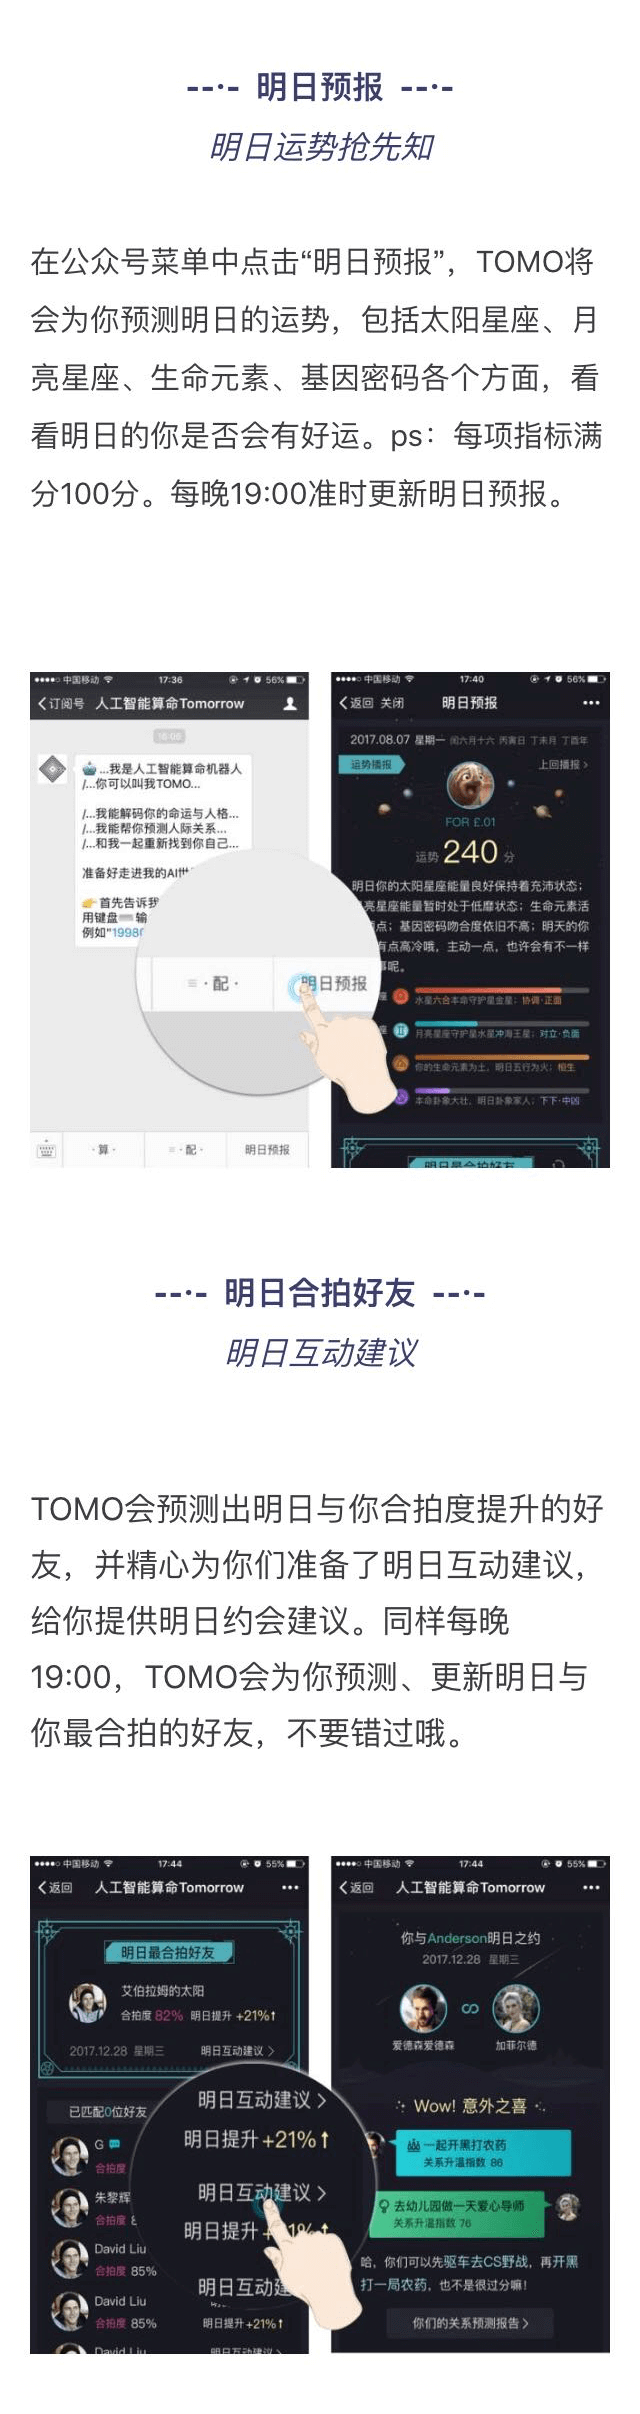 --·- 明日预报 --·-
明日运势抢先知
在公众号菜单中点击“明日预报”，TOMO将
会为你预测明日的运势，包括太阳星座、月
亮星座、生命元素、基因密码各个方面，看
看明日的你是否会有好运。ps：每项指标满
分100分。每晚19:00准时更新明日预报。
中国移动 17:36 56%
订阅号 人工智能算命Tomorrow
16:06
...我是人工智能算命机器人
/...你可以叫我TOMO...
/...我能解码你的命运与人格...
/...我能帮你预测人际关系...
/...和我一起重新找到你自己...
准备好走进我的AI世
首先告诉我
用键盘 输
例如"1998
·配· 明日预报
·算· ·配· 明日预报
中国移动 17:40 56%
返回 关闭 明日预报
2017.08.07 星期一 闰六月十六 丙寅日 丁未月 丁酉年
运势播报 上回播报 >
FOR £.01
运势 240 分
明日你的太阳星座能量良好保持着充沛状态；
亮星座能量暂时处于低靡状态；生命元素活
点；基因密码吻合度依旧不高；明天的你
有点高冷哦，主动一点，也许会有不一样
事呢。
水星六合本命守护星金星：协调·正面
月亮星座守护星水星冲海王星：对立·负面
你的生命元素为土，明日五行为火：相生
本命卦象大壮，明日卦象家人：下下·中凶
明日最合拍好友
--·- 明日合拍好友 --·-
明日互动建议
TOMO会预测出明日与你合拍度提升的好
友，并精心为你们准备了明日互动建议，
给你提供明日约会建议。同样每晚
19:00，TOMO会为你预测、更新明日与
你最合拍的好友，不要错过哦。
中国移动 17:44 55%
返回 人工智能算命Tomorrow
明日最合拍好友
艾伯拉姆的太阳
合拍度 82% 明日提升 +21%↑
2017.12.28 星期三 明日互动建议 >
已匹配0位好友
G
合拍度
朱黎辉
合拍度 8
David Liu
合拍度 85%
David Liu
合拍度 85% 明日提升+21%↑
David Liu 明日互动建议 >
明日互动建议 >
明日提升+21%↑
明日互动建议 >
明日提升+21%↑
明日互动建
中国移动 17:44 55%
返回 人工智能算命Tomorrow
你与Anderson明日之约
2017.12.28 星期三
爱德森爱德森 加菲尔德
Wow! 意外之喜
一起开黑打农药
关系升温指数 86
去幼儿园做一天爱心导师
关系升温指数 76
哈，你们可以先驱车去CS野战，再开黑
打一局农药，也不是很过分嘛！
你们的关系预测报告 >